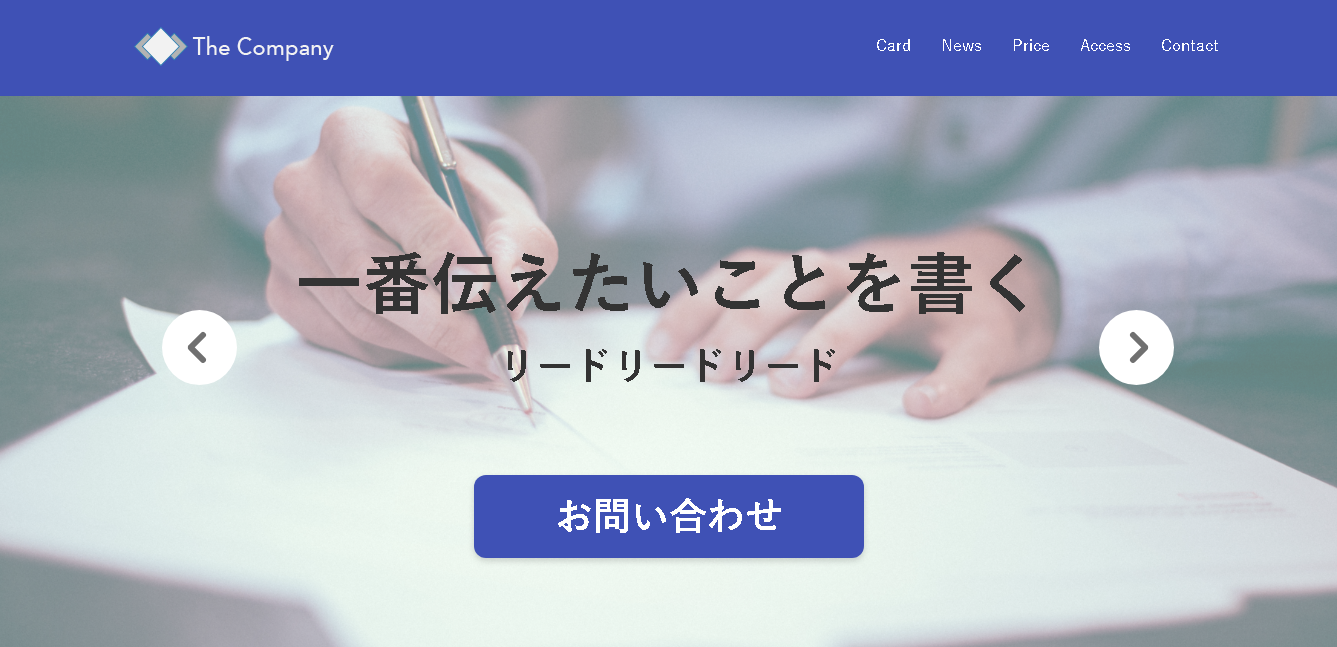 The Company
Card
News
Price
Access
Contact
一番伝えたいことを書く
リードリードリード
お問い合わせ